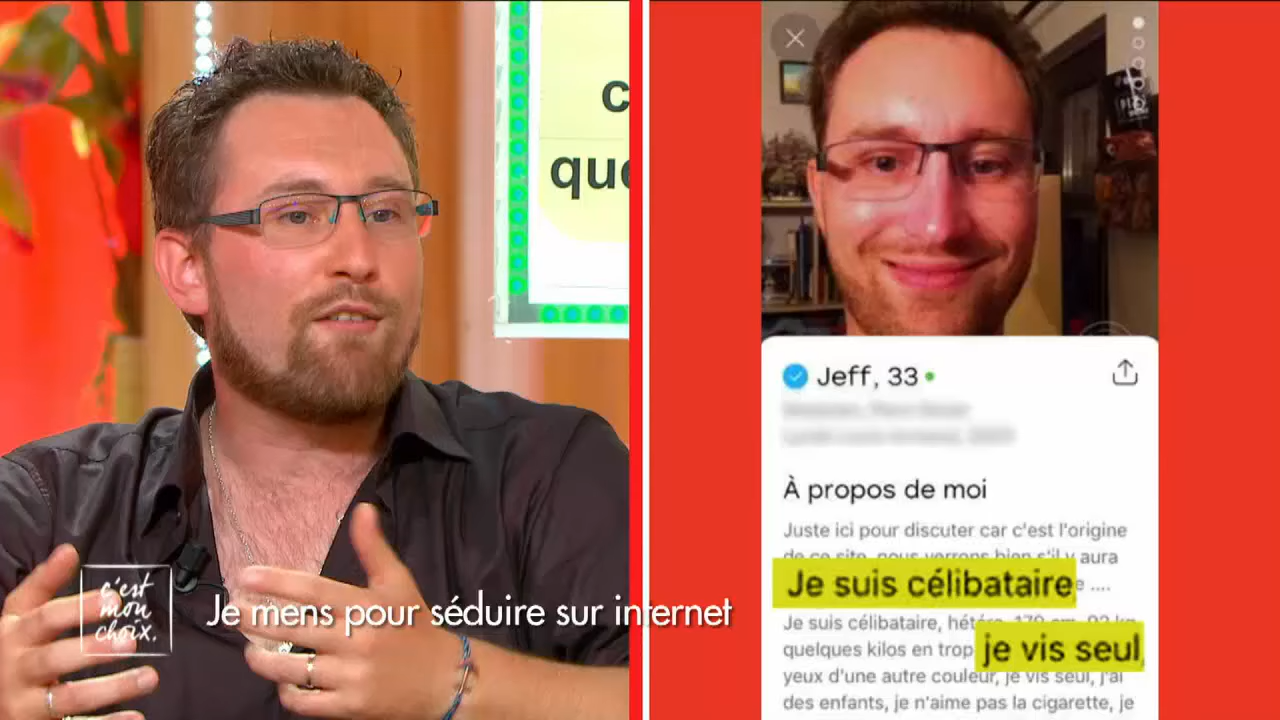 c
que
c'est
mon
choix.
Je mens pour séduire sur internet
Jeff, 33
À propos de moi
Juste ici pour discuter car c'est l'origine
de ce site, nous verrons bien s'il y aura
Je suis célibataire
e ....
Je suis célibataire, hétéro, 179 cm, 92 kg
quelques kilos en trop
je vis seul
yeux d'une autre couleur, je vis seul, j'ai
des enfants, je n'aime pas la cigarette, je